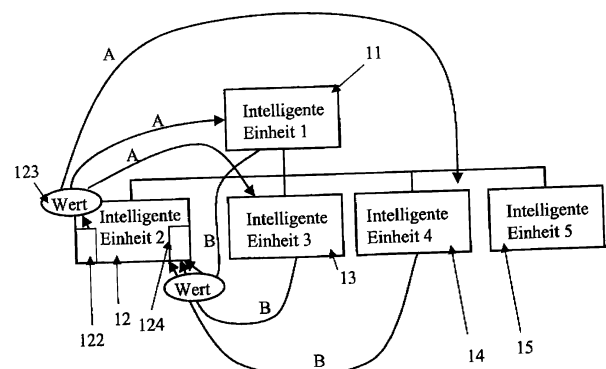 A
11
Intelligente
Einheit 1
A
A
123
Wert
Intelligente
Einheit 2
B
Intelligente
Einheit 3
Intelligente
Einheit 4
Intelligente
Einheit 5
Wert
B
13
122
12
124
B
14
15